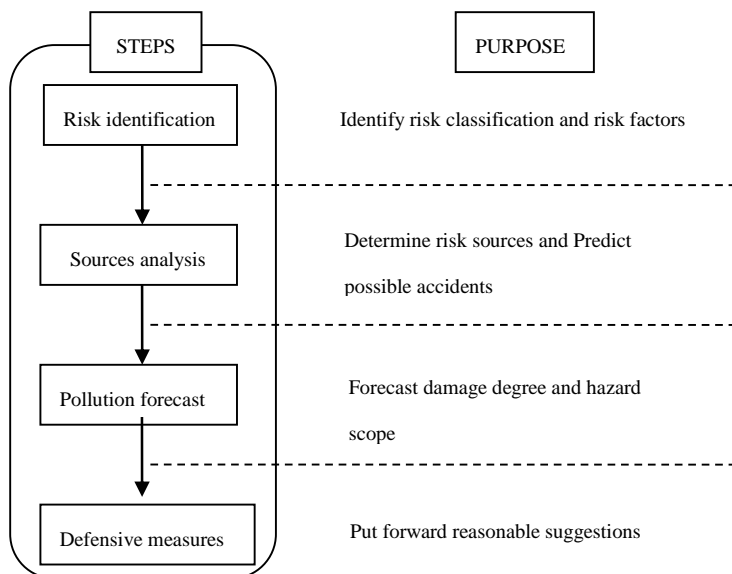 STEPS
PURPOSE
Risk identification
Identify risk classification and risk factors
Sources analysis
Determine risk sources and Predict
possible accidents
Pollution forecast
Forecast damage degree and hazard
scope
Defensive measures
Put forward reasonable suggestions